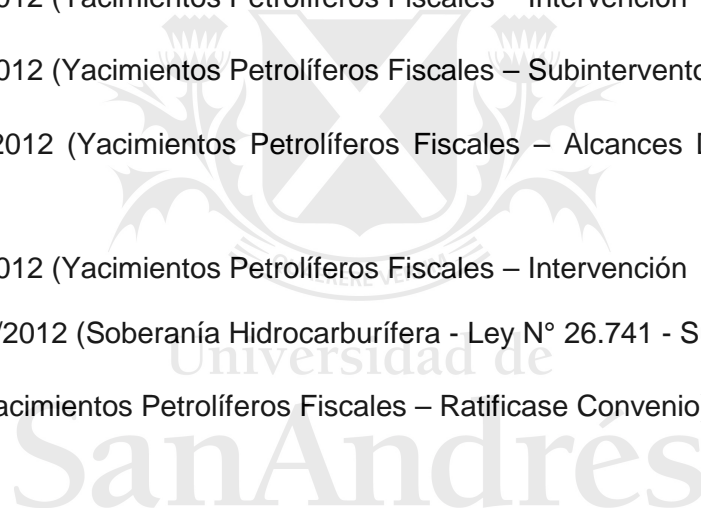 012 (Yacimientos Petrolíferos Fiscales – Intervención
012 (Yacimientos Petrolíferos Fiscales – Subintervento
2012 (Yacimientos Petrolíferos Fiscales – Alcances
012 (Yacimientos Petrolíferos Fiscales – Intervención
/2012 (Soberanía Hidrocarburífera - Ley N° 26.741 - S
acimientos Petrolíferos Fiscales – Ratificase Convenio
Universidad de
SanAndrés